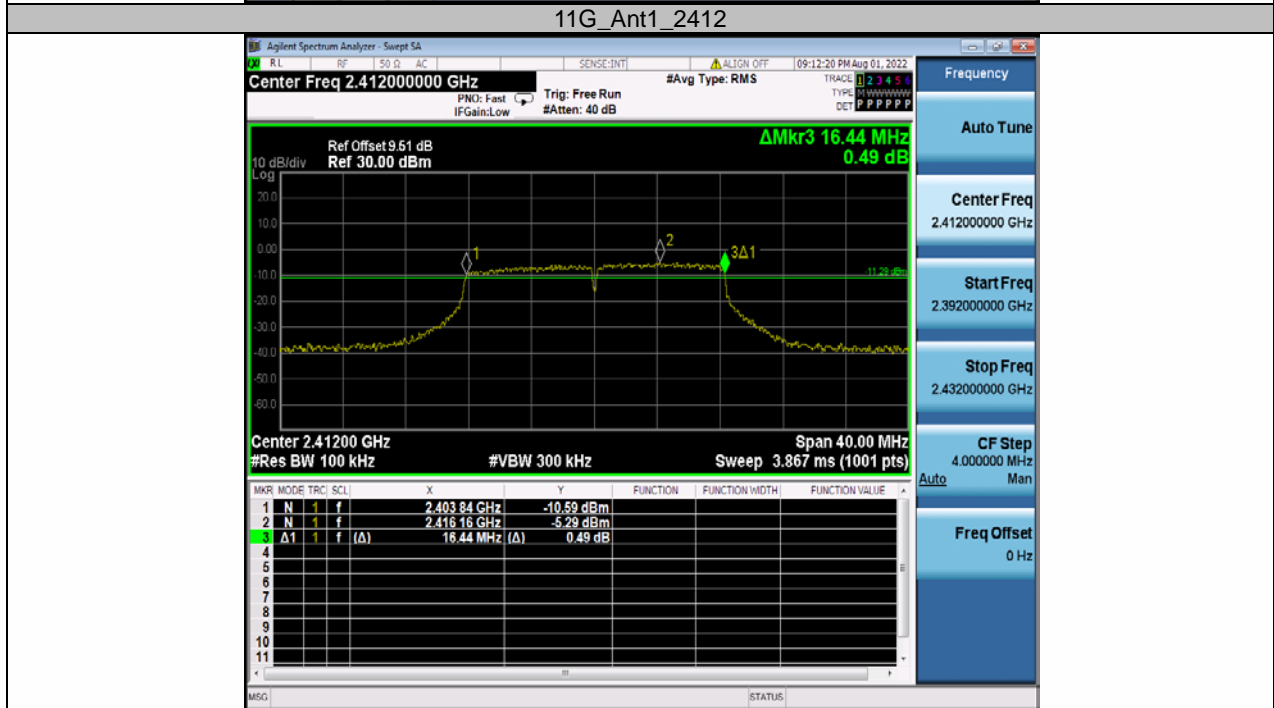 11G_Ant1_2412
Agilent Spectrum Analyzer - Swept SA
RL RF 50 Ω AC SENSE:INT ALIGN OFF 09:12:20 PM Aug 01, 2022
Center Freq 2.412000000 GHz
#Avg Type: RMS
TRACE 1 2 3 4 5 6
TYPE M WWWWW
DET P P P P P P
PNO: Fast
IFGain:Low
Trig: Free Run
#Atten: 40 dB
ΔMkr3 16.44 MHz
0.49 dB
Ref Offset 9.51 dB
10 dB/div Ref 30.00 dBm
Log
20.0
10.0
0.00
-10.0
-20.0
-30.0
-40.0
-50.0
-60.0
1
2
3Δ1
-11.29 dBm
Center 2.41200 GHz Span 40.00 MHz
#Res BW 100 kHz #VBW 300 kHz Sweep 3.867 ms (1001 pts)
MKR MODE TRC SCL X Y FUNCTION FUNCTION WIDTH FUNCTION VALUE
1 N 1 f 2.403 84 GHz -10.59 dBm
2 N 1 f 2.416 16 GHz -5.29 dBm
3 Δ1 1 f (Δ) 16.44 MHz (Δ) 0.49 dB
4
5
6
7
8
9
10
11
MSG STATUS
Frequency
Auto Tune
Center Freq
2.412000000 GHz
Start Freq
2.392000000 GHz
Stop Freq
2.432000000 GHz
CF Step
4.000000 MHz
Auto Man
Freq Offset
0 Hz